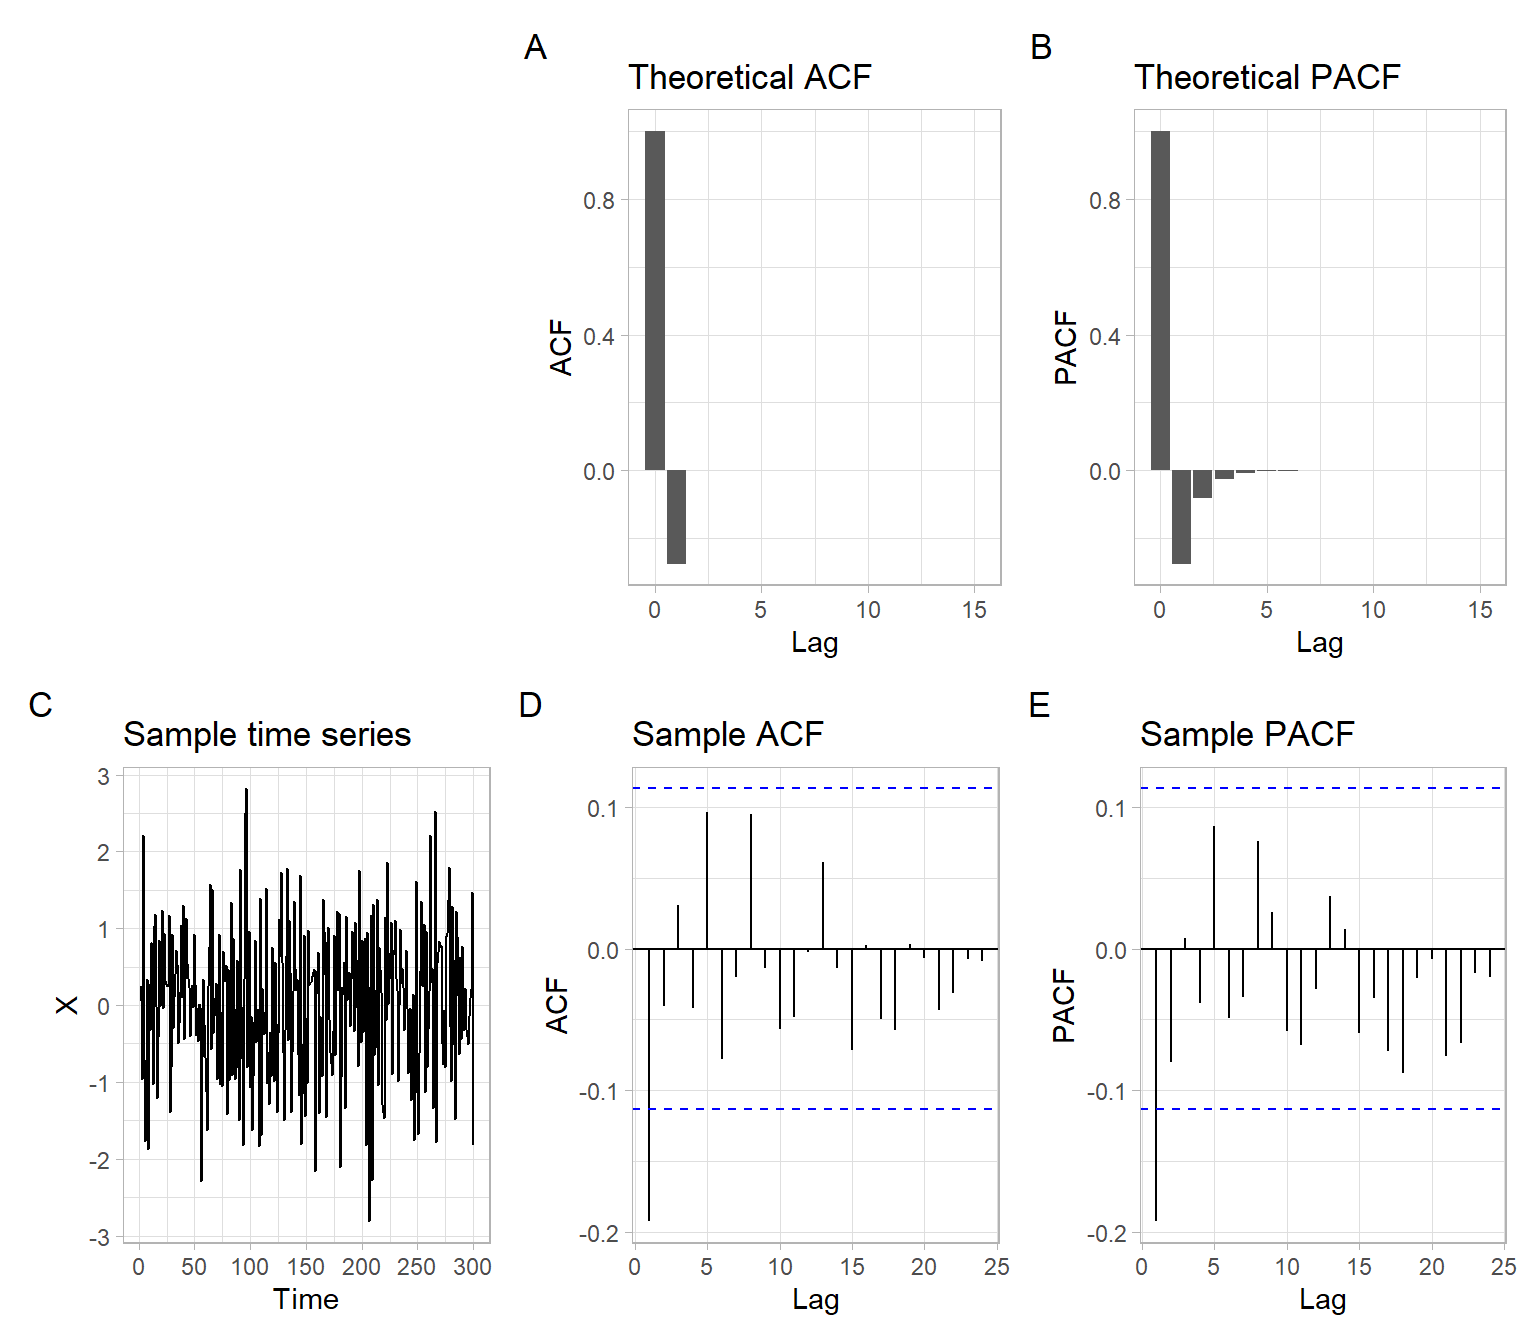 A
Theoretical ACF
ACF
0.8
0.4
0.0
0 5 10 15
Lag
B
Theoretical PACF
PACF
0.8
0.4
0.0
0 5 10 15
Lag
C
Sample time series
X
3
2
1
0
-1
-2
-3
0 50 100 150 200 250 300
Time
D
Sample ACF
ACF
0.1
0.0
-0.1
-0.2
0 5 10 15 20 25
Lag
E
Sample PACF
PACF
0.1
0.0
-0.1
-0.2
0 5 10 15 20 25
Lag